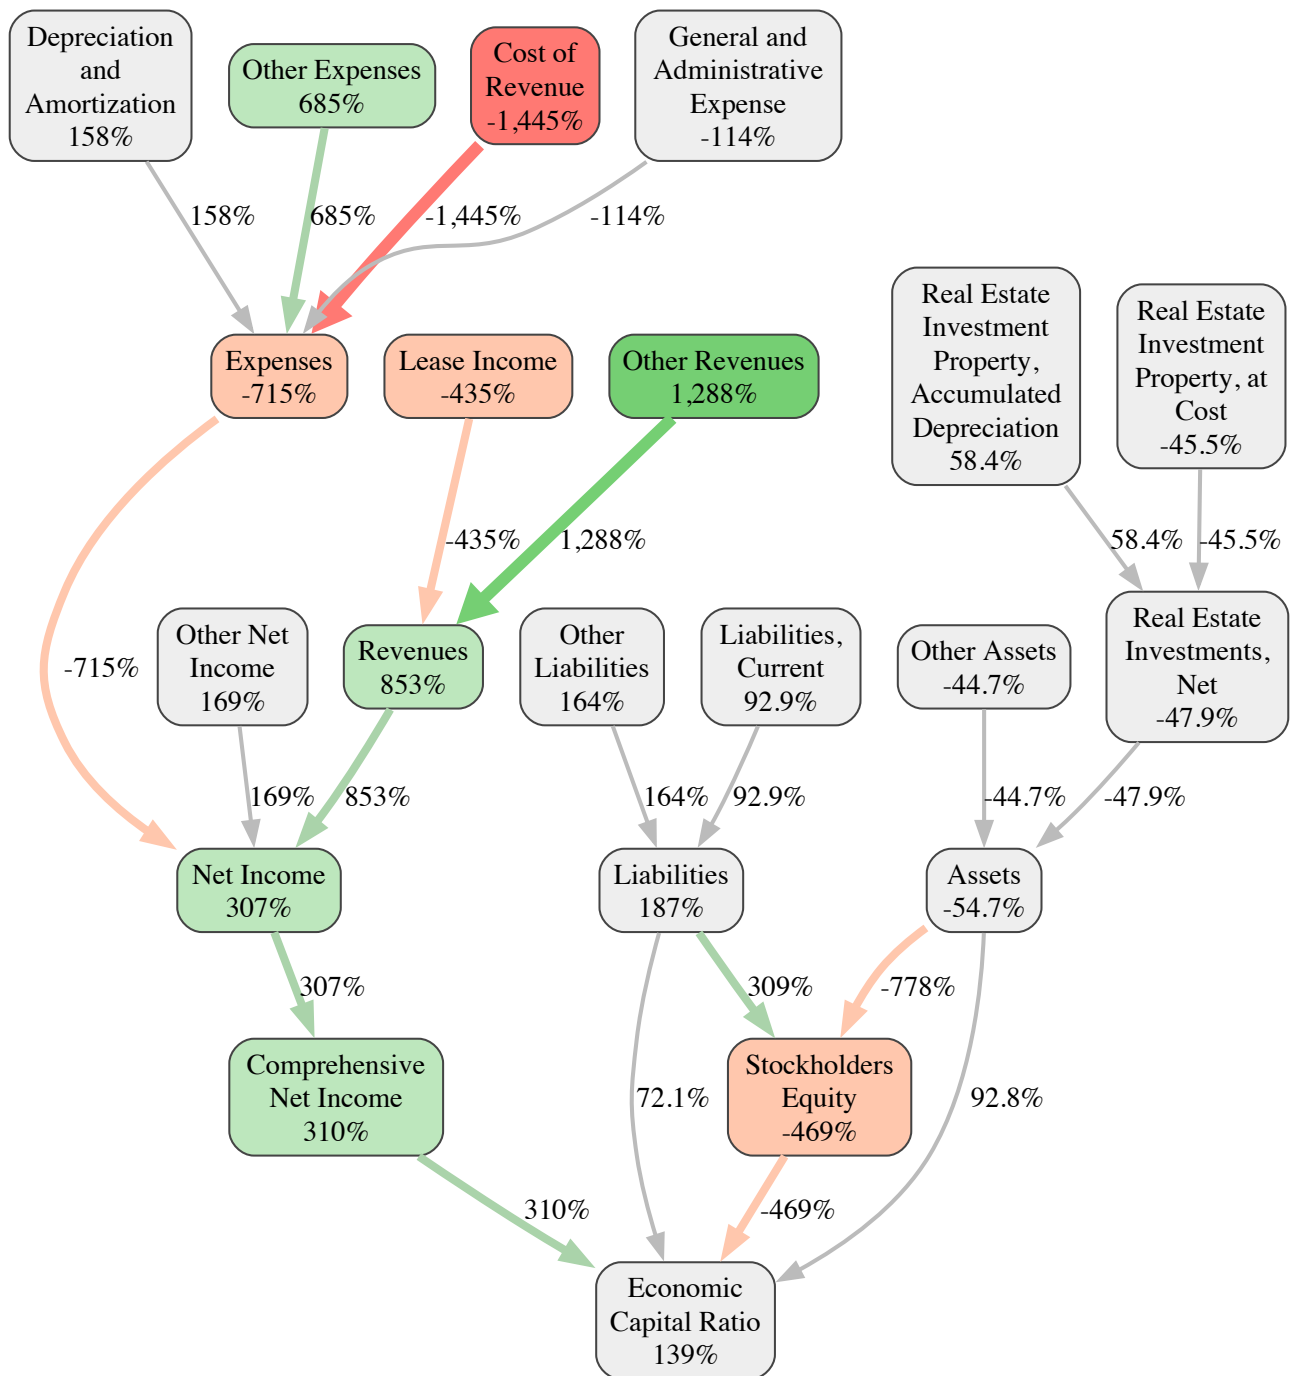 Depreciation
and
Amortization
158%
Other Expenses
685%
Cost of
Revenue
-1,445%
General and
Administrative
Expense
-114%
158%
685%
-1,445%
-114%
Expenses
-715%
Lease Income
-435%
Other Revenues
1,288%
Real Estate
Investment
Property,
Accumulated
Depreciation
58.4%
Real Estate
Investment
Property, at
Cost
-45.5%
-435%
1,288%
58.4%
-45.5%
-715%
Other Net
Income
169%
Revenues
853%
Other
Liabilities
164%
Liabilities,
Current
92.9%
Other Assets
-44.7%
Real Estate
Investments,
Net
-47.9%
169%
853%
164%
92.9%
-44.7%
-47.9%
Net Income
307%
Liabilities
187%
Assets
-54.7%
307%
309%
-778%
Comprehensive
Net Income
310%
72.1%
Stockholders
Equity
-469%
92.8%
310%
-469%
Economic
Capital Ratio
139%